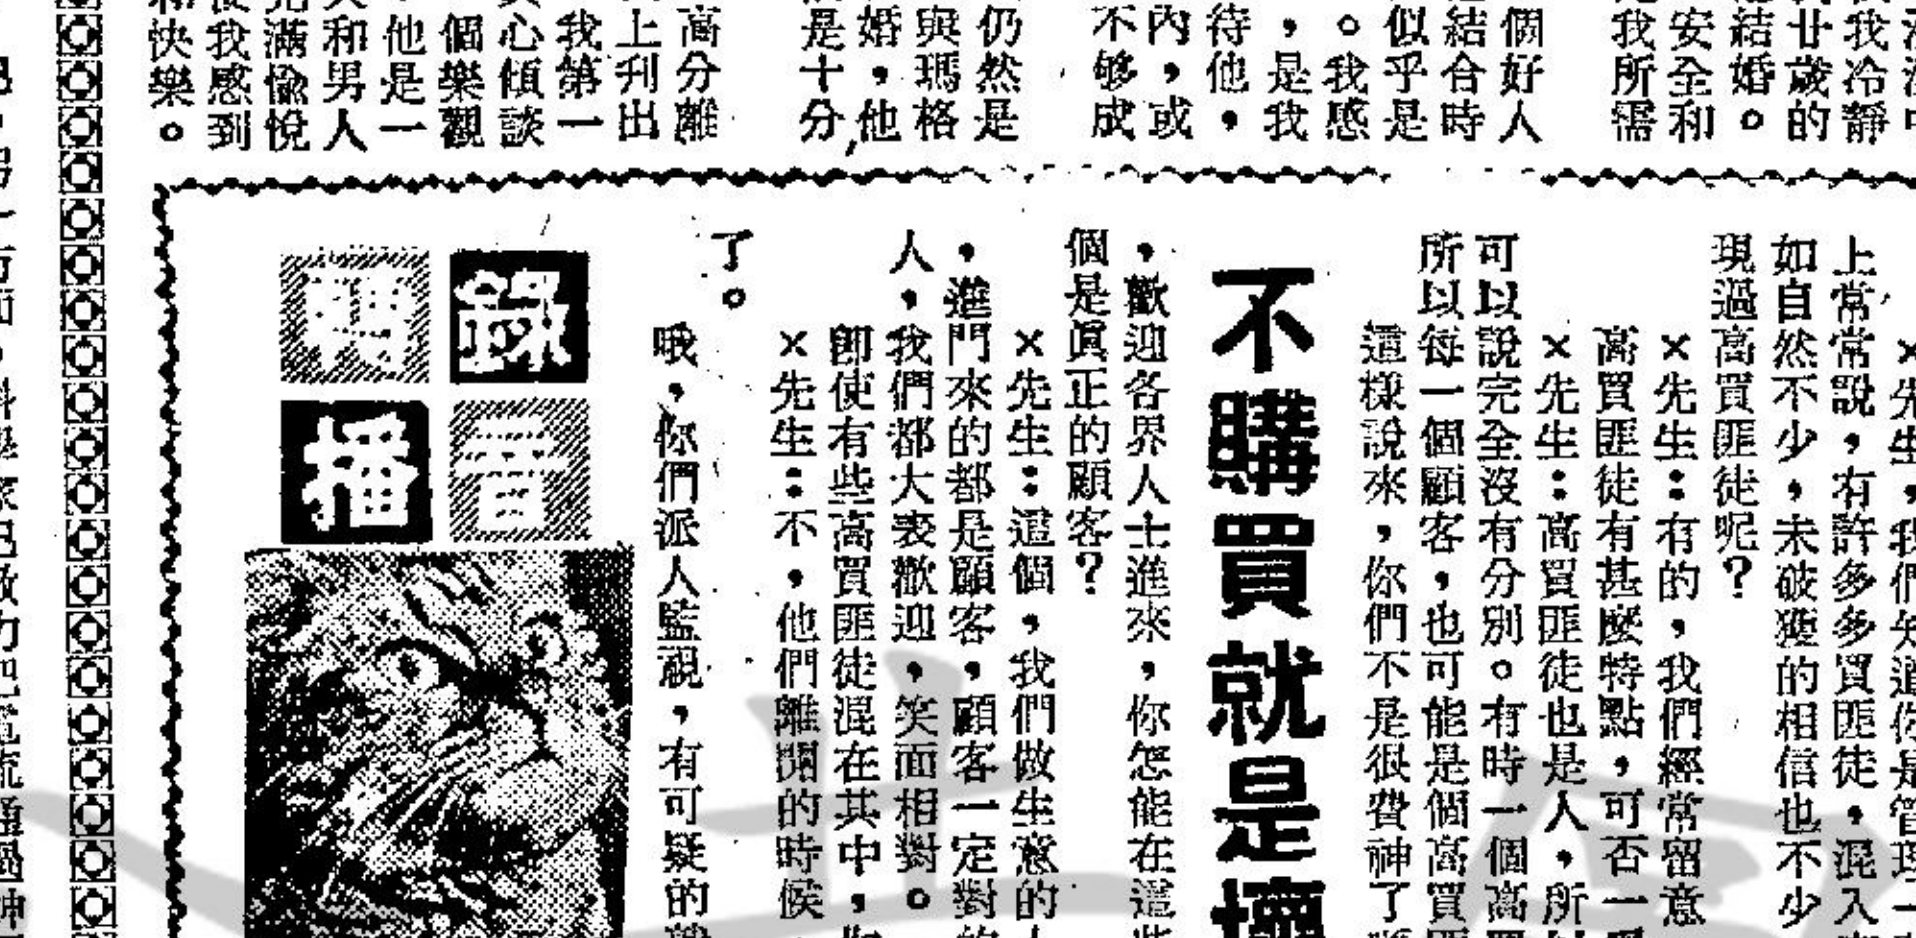 個好人
結合時
似乎是
。我感
，是我
待他，
內，或
不够成
仍然是
與瑪格
婚，他
是十分
高分離
上刋出
我第一
心傾談
個樂觀
他是一
和男人
滿愉悅
我感到
快樂。
我冷靜
廿歲的
結婚。
安全和
我所需
×先生，我們知道你是管理
上常常說，有許多多買匪徒，混入
如自然不少，未破獲的相信也不少
現過高買匪徒呢？
×先生：有的，我們經常留意
高買匪徒有甚麼特點，可否一
×先生：高買匪徒也是人，所
可以說完全沒有分別。有時一個高
所以每一個顧客，也可能是個高買
這樣說來，你們不是很費神了
不購買就是壞
，歡迎各界人士進來，你怎能在這
個是眞正的顧客？
×先生：這個，我們做生意的
，進門來的都是顧客，顧客一定對
人，我們都大表歡迎，笑面相對。
卽使有些高買匪徒混在其中，
×先生：不，他們離開的時候
了。
哦，你們派人監視，有可疑的
錄音
播